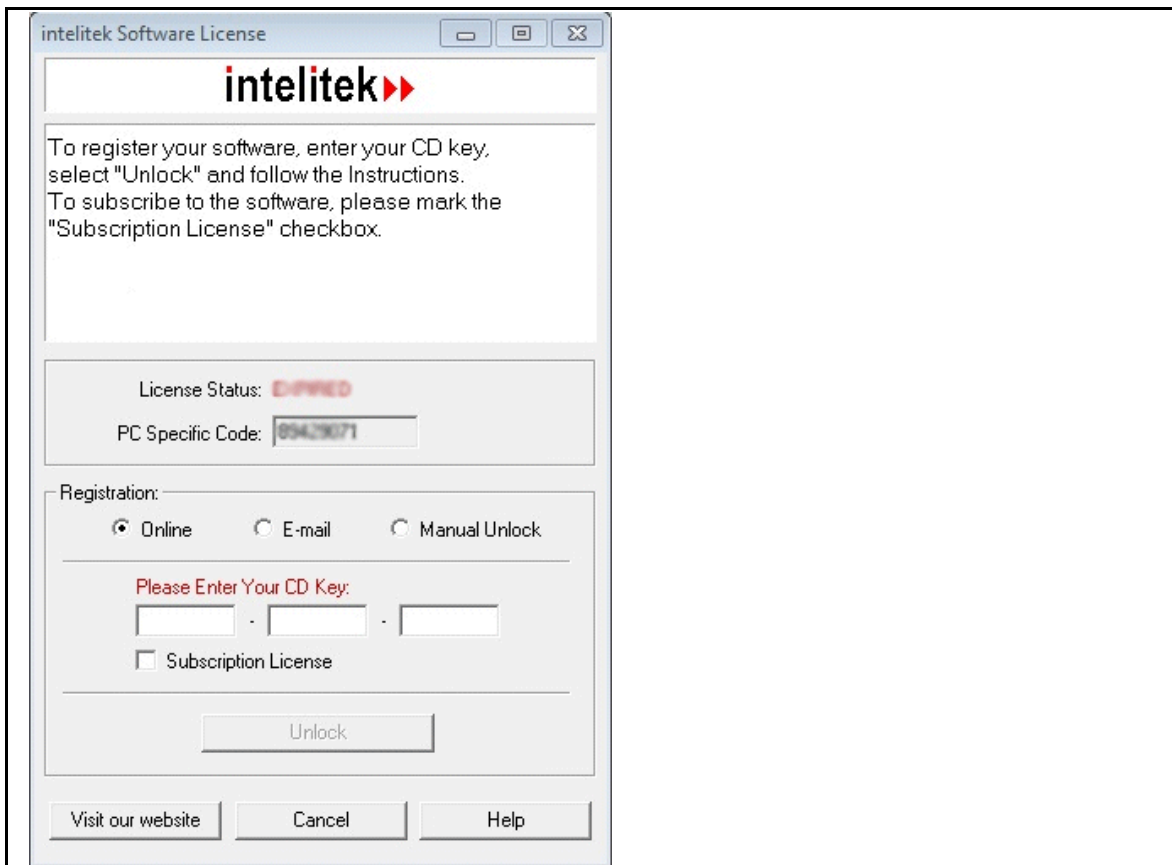 intelitek Software License
intelitek
To register your software, enter your CD key,
select "Unlock" and follow the Instructions.
To subscribe to the software, please mark the
"Subscription License" checkbox.
License Status: EXPIRED
PC Specific Code: 89429071
Registration:
Online E-mail Manual Unlock
Please Enter Your CD Key:
- -
Subscription License
Unlock
Visit our website Cancel Help